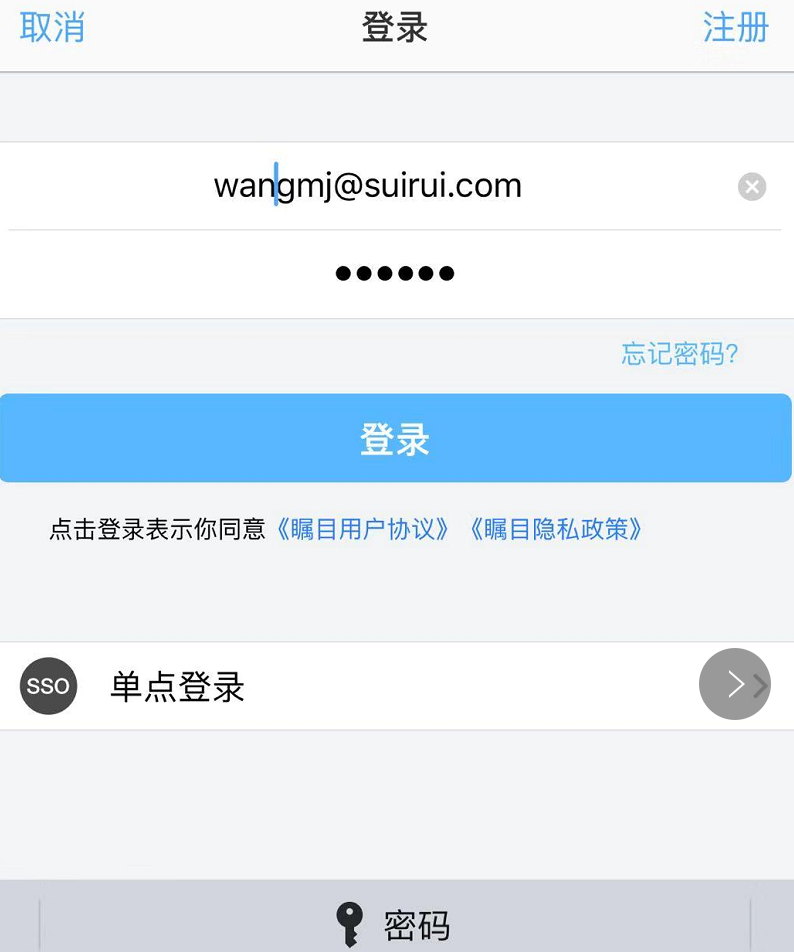 取消 登录 注册
wangmj@suirui.com
••••••
忘记密码?
登录
点击登录表示你同意《瞩目用户协议》《瞩目隐私政策》
SSO 单点登录
密码